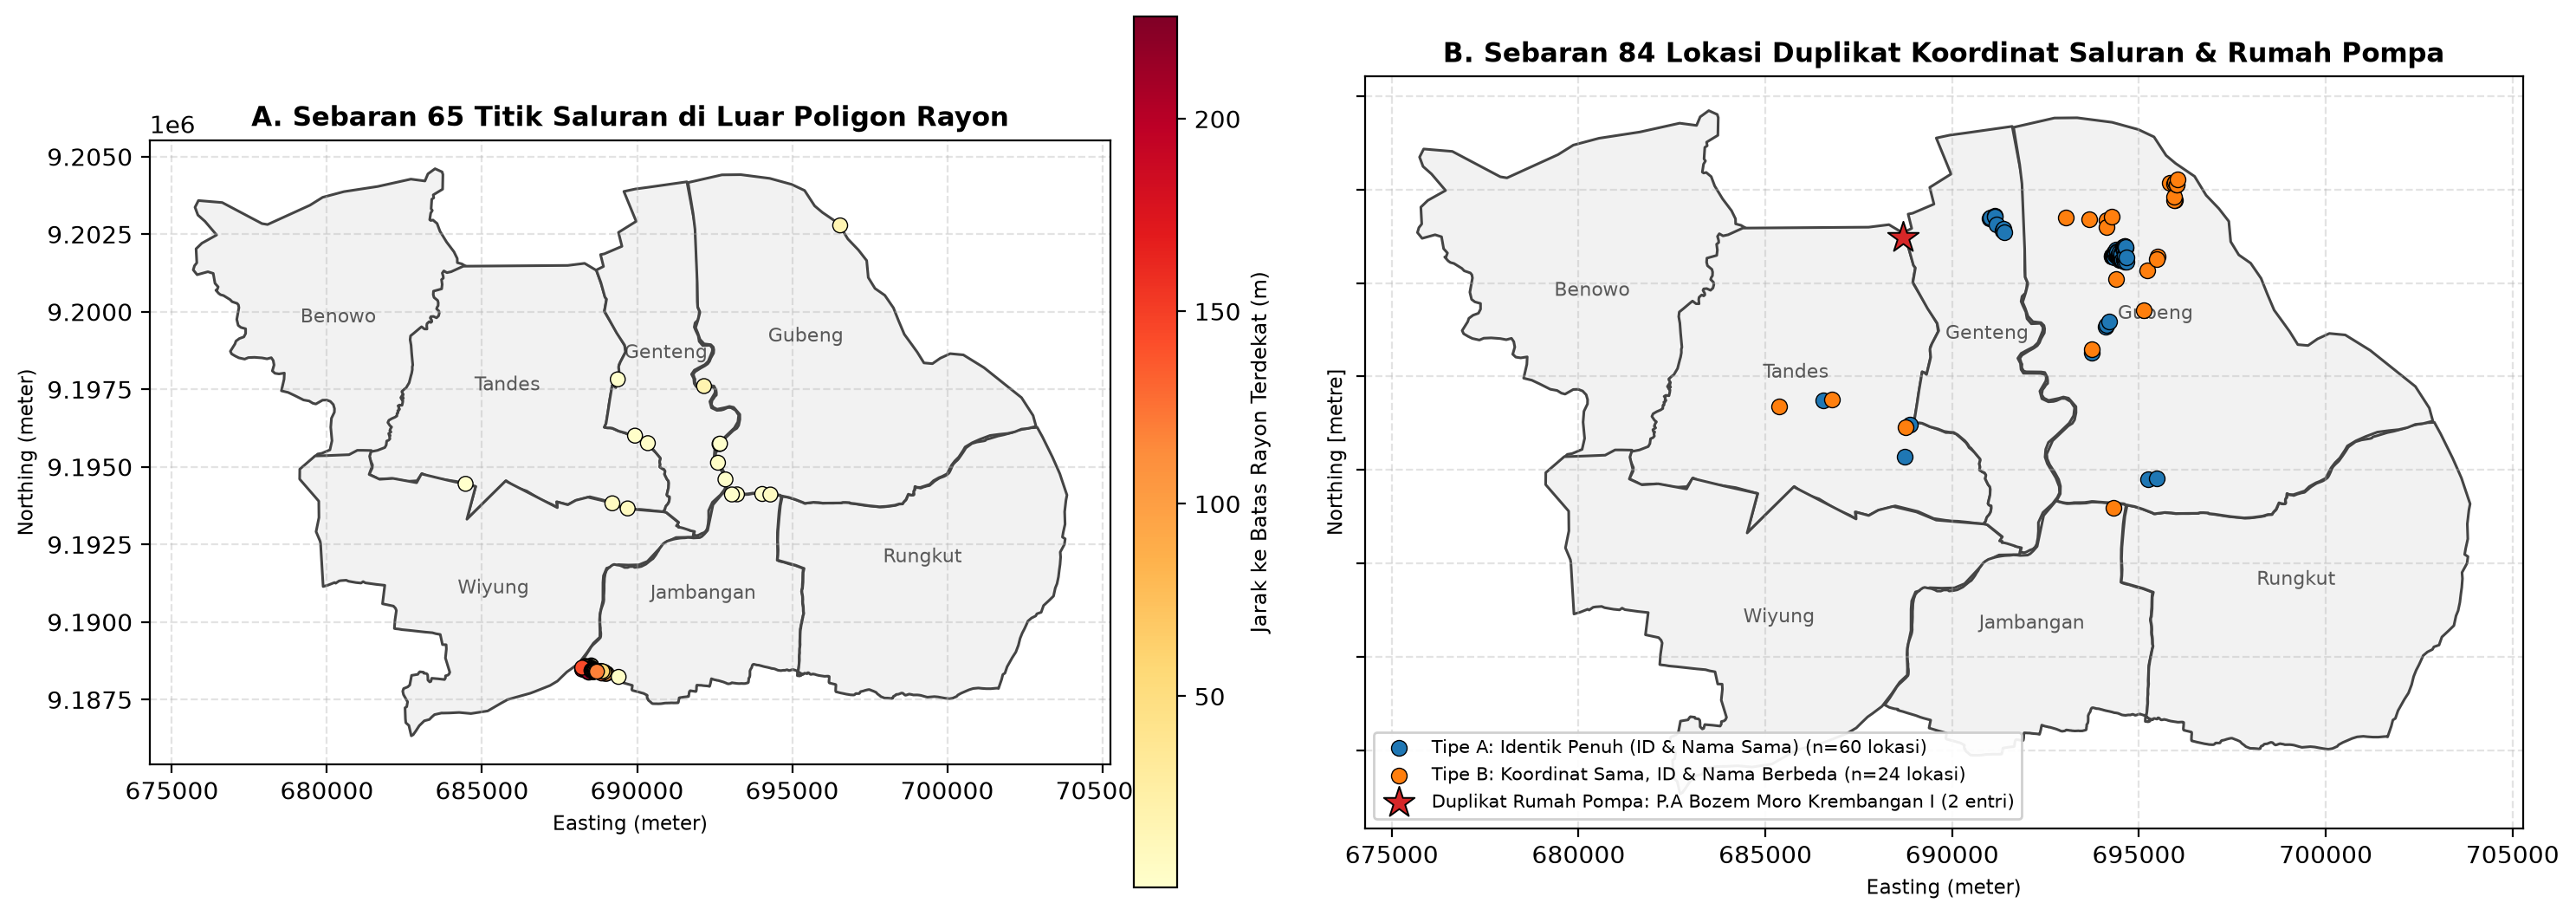 A. Sebaran 65 Titik Saluran di Luar Poligon Rayon
1e6
9.2050
9.2025
9.2000
9.1975
9.1950
9.1925
9.1900
9.1875
Northing (meter)
Benowo
Tandes
Genteng
Gubeng
Wiyung
Jambangan
Rungkut
675000 680000 685000 690000 695000 700000 70500
Easting (meter)
200
150
100
50
Jarak ke Batas Rayon Terdekat (m)
B. Sebaran 84 Lokasi Duplikat Koordinat Saluran & Rumah Pompa
Northing [metre]
Benowo
Tandes
Genteng
Gubeng
Wiyung
Jambangan
Rungkut
Tipe A: Identik Penuh (ID & Nama Sama) (n=60 lokasi)
Tipe B: Koordinat Sama, ID & Nama Berbeda (n=24 lokasi)
Duplikat Rumah Pompa: P.A Bozem Moro Krembangan I (2 entri)
675000 680000 685000 690000 695000 700000 705000
Easting (meter)